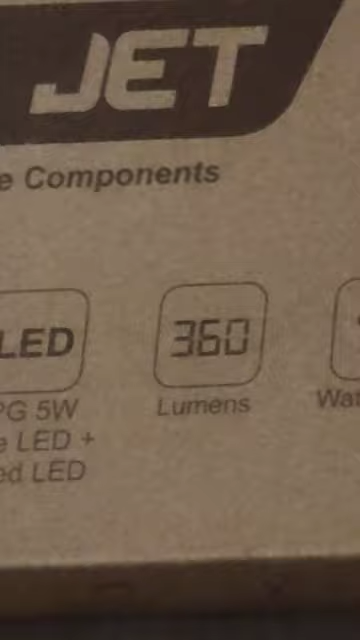 JET
e Components
LED
360
PG 5W
Lumens
Wat
e LED +
ed LED